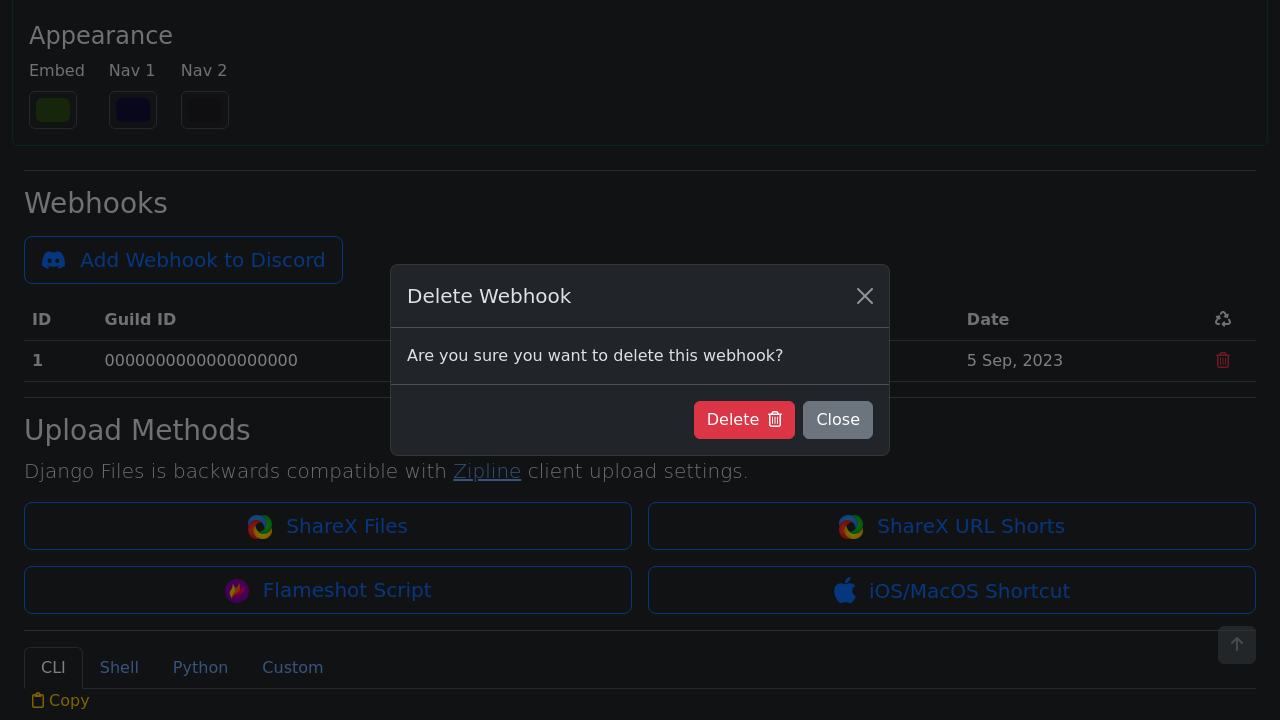 Appearance
Embed Nav 1 Nav 2
Webhooks
Add Webhook to Discord
ID Guild ID Date
1 0000000000000000000 5 Sep, 2023
Delete Webhook
Are you sure you want to delete this webhook?
Delete Close
Upload Methods
Django Files is backwards compatible with Zipline client upload settings.
ShareX Files ShareX URL Shorts
Flameshot Script iOS/MacOS Shortcut
CLI Shell Python Custom
Copy